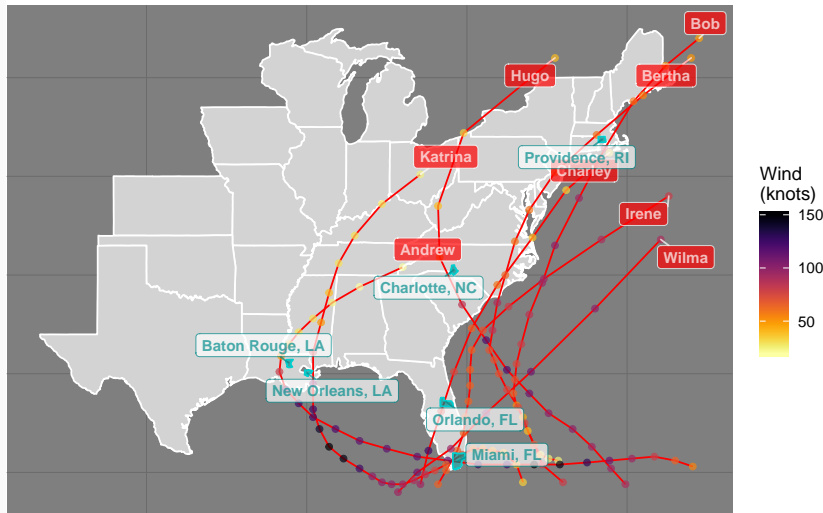 Bob
Hugo
Bertha
Katrina
Providence, RI
Charley
Irene
Andrew
Wilma
Charlotte, NC
Baton Rouge, LA
New Orleans, LA
Orlando, FL
Miami, FL
Wind
(knots)
150
100
50